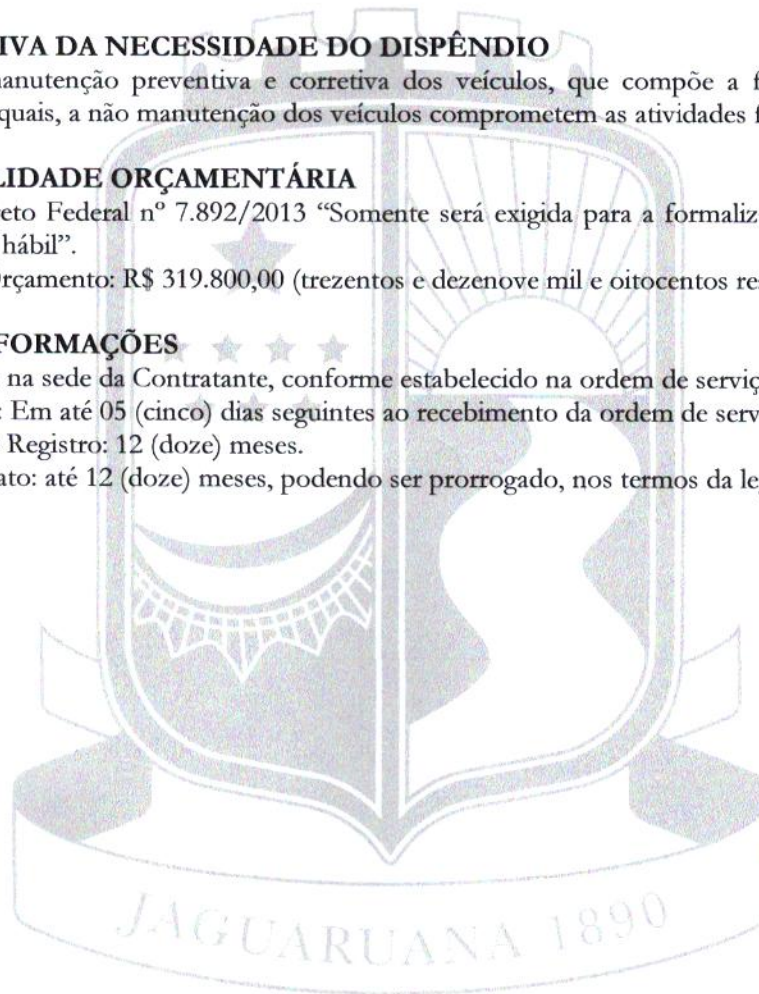 IVA DA NECESSIDADE DO DISPÊNDIO
manutenção preventiva e corretiva dos veículos, que compõe a f
quais, a não manutenção dos veículos comprometem as atividades f
LIDADE ORÇAMENTÁRIA
reto Federal nº 7.892/2013 “Somente será exigida para a formaliz
hábil”.
Orçamento: R$ 319.800,00 (trezentos e dezenove mil e oitocentos rea
FORMAÇÕES
na sede da Contratante, conforme estabelecido na ordem de serviç
: Em até 05 (cinco) dias seguintes ao recebimento da ordem de serv
Registro: 12 (doze) meses.
ato: até 12 (doze) meses, podendo ser prorrogado, nos termos da le
JAGUARUANA 1890